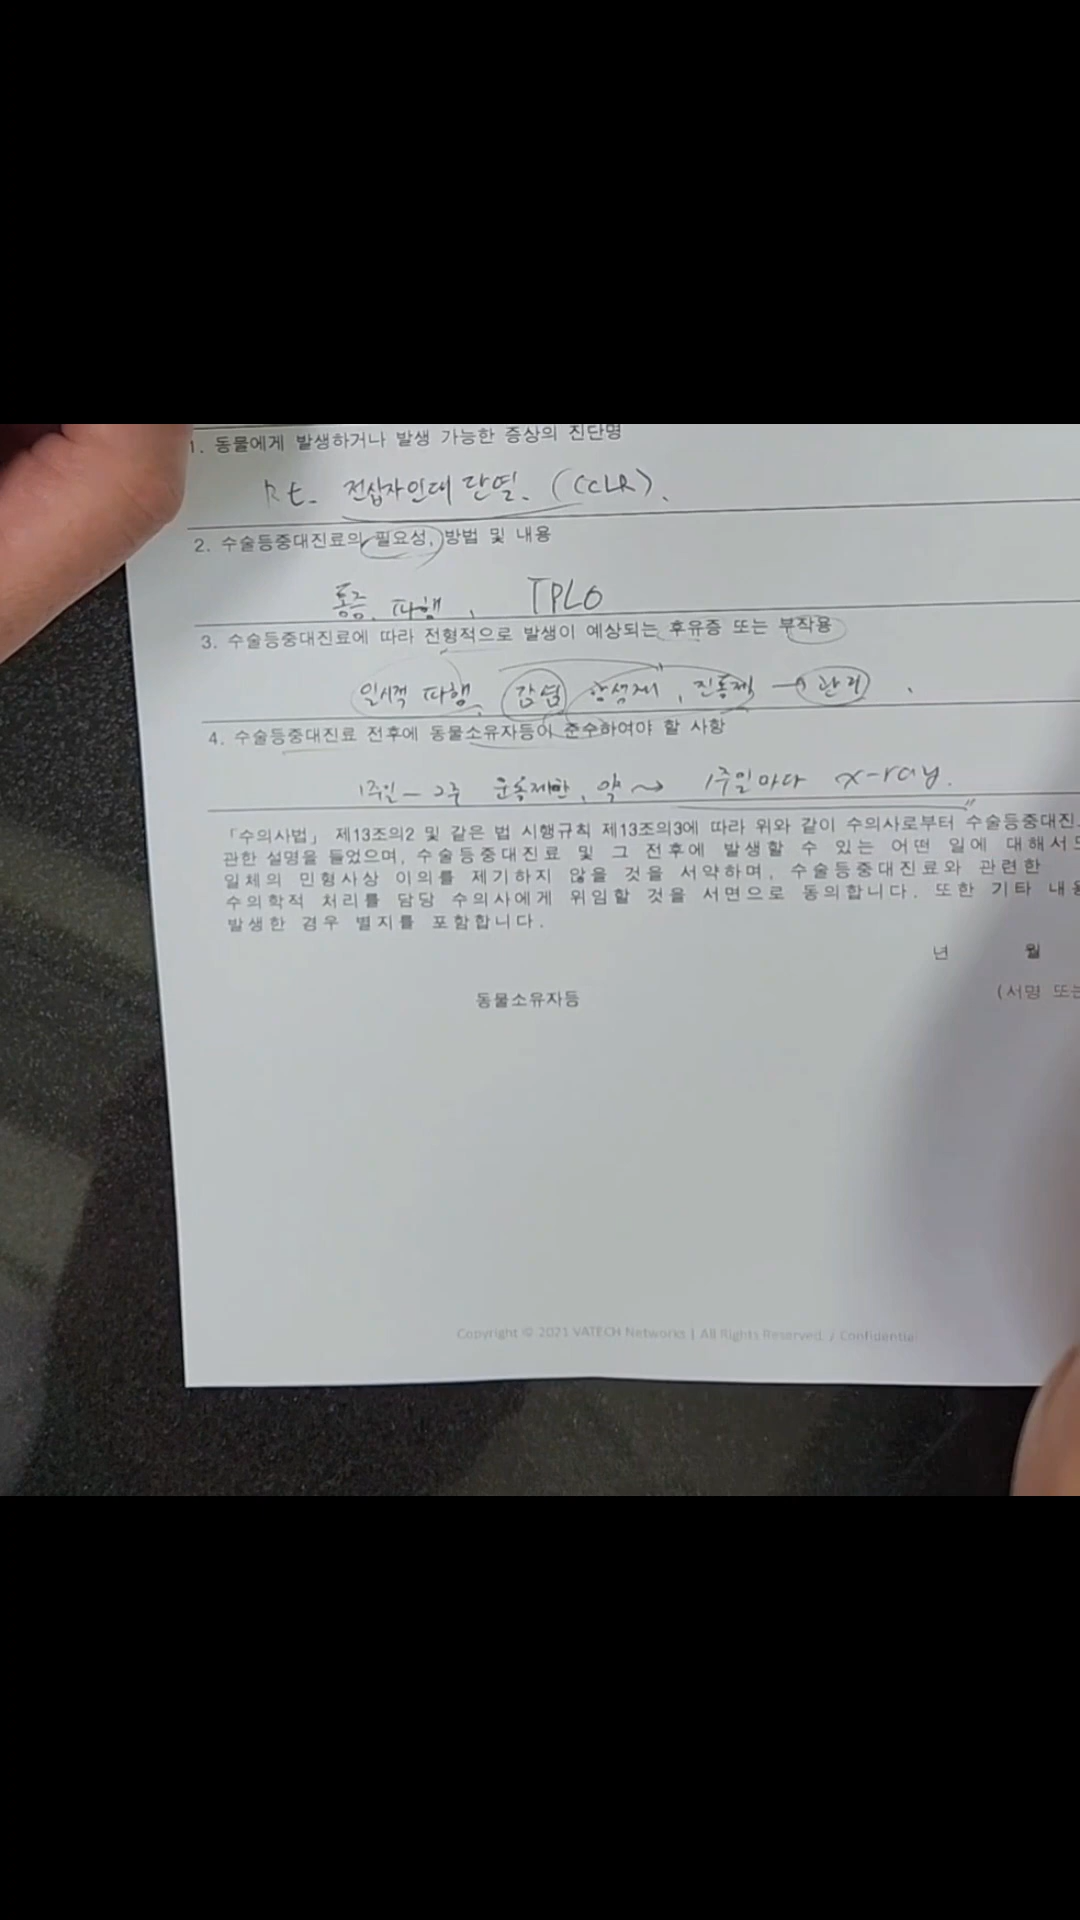 1. 동물에게 발생하거나 발생 가능한 증상의 진단명
Rt. 전십자인대 단열. (CCLR).
2. 수술등중대진료의 필요성, 방법 및 내용
통증, 파행, TPLO
3. 수술등중대진료에 따라 전형적으로 발생이 예상되는 후유증 또는 부작용
일시적 파행, 감염 항생제, 진통제 → 관리.
4. 수술등중대진료 전후에 동물소유자등이 준수하여야 할 사항
1주일 - 2주 운동제한, 약 → 1주일마다 x-ray.
「수의사법」 제13조의2 및 같은 법 시행규칙 제13조의3에 따라 위와 같이 수의사로부터 수술등중대진
관한 설명을 들었으며, 수술등중대진료 및 그 전후에 발생할 수 있는 어떤 일에 대해서도
일체의 민형사상 이의를 제기하지 않을 것을 서약하며, 수술등중대진료와 관련한
수의학적 처리를 담당 수의사에게 위임할 것을 서면으로 동의합니다. 또한 기타 내용
발생한 경우 별지를 포함합니다.
년 월
동물소유자등 (서명 또는
Copyright © 2021 VATECH Networks | All Rights Reserved. / Confidential